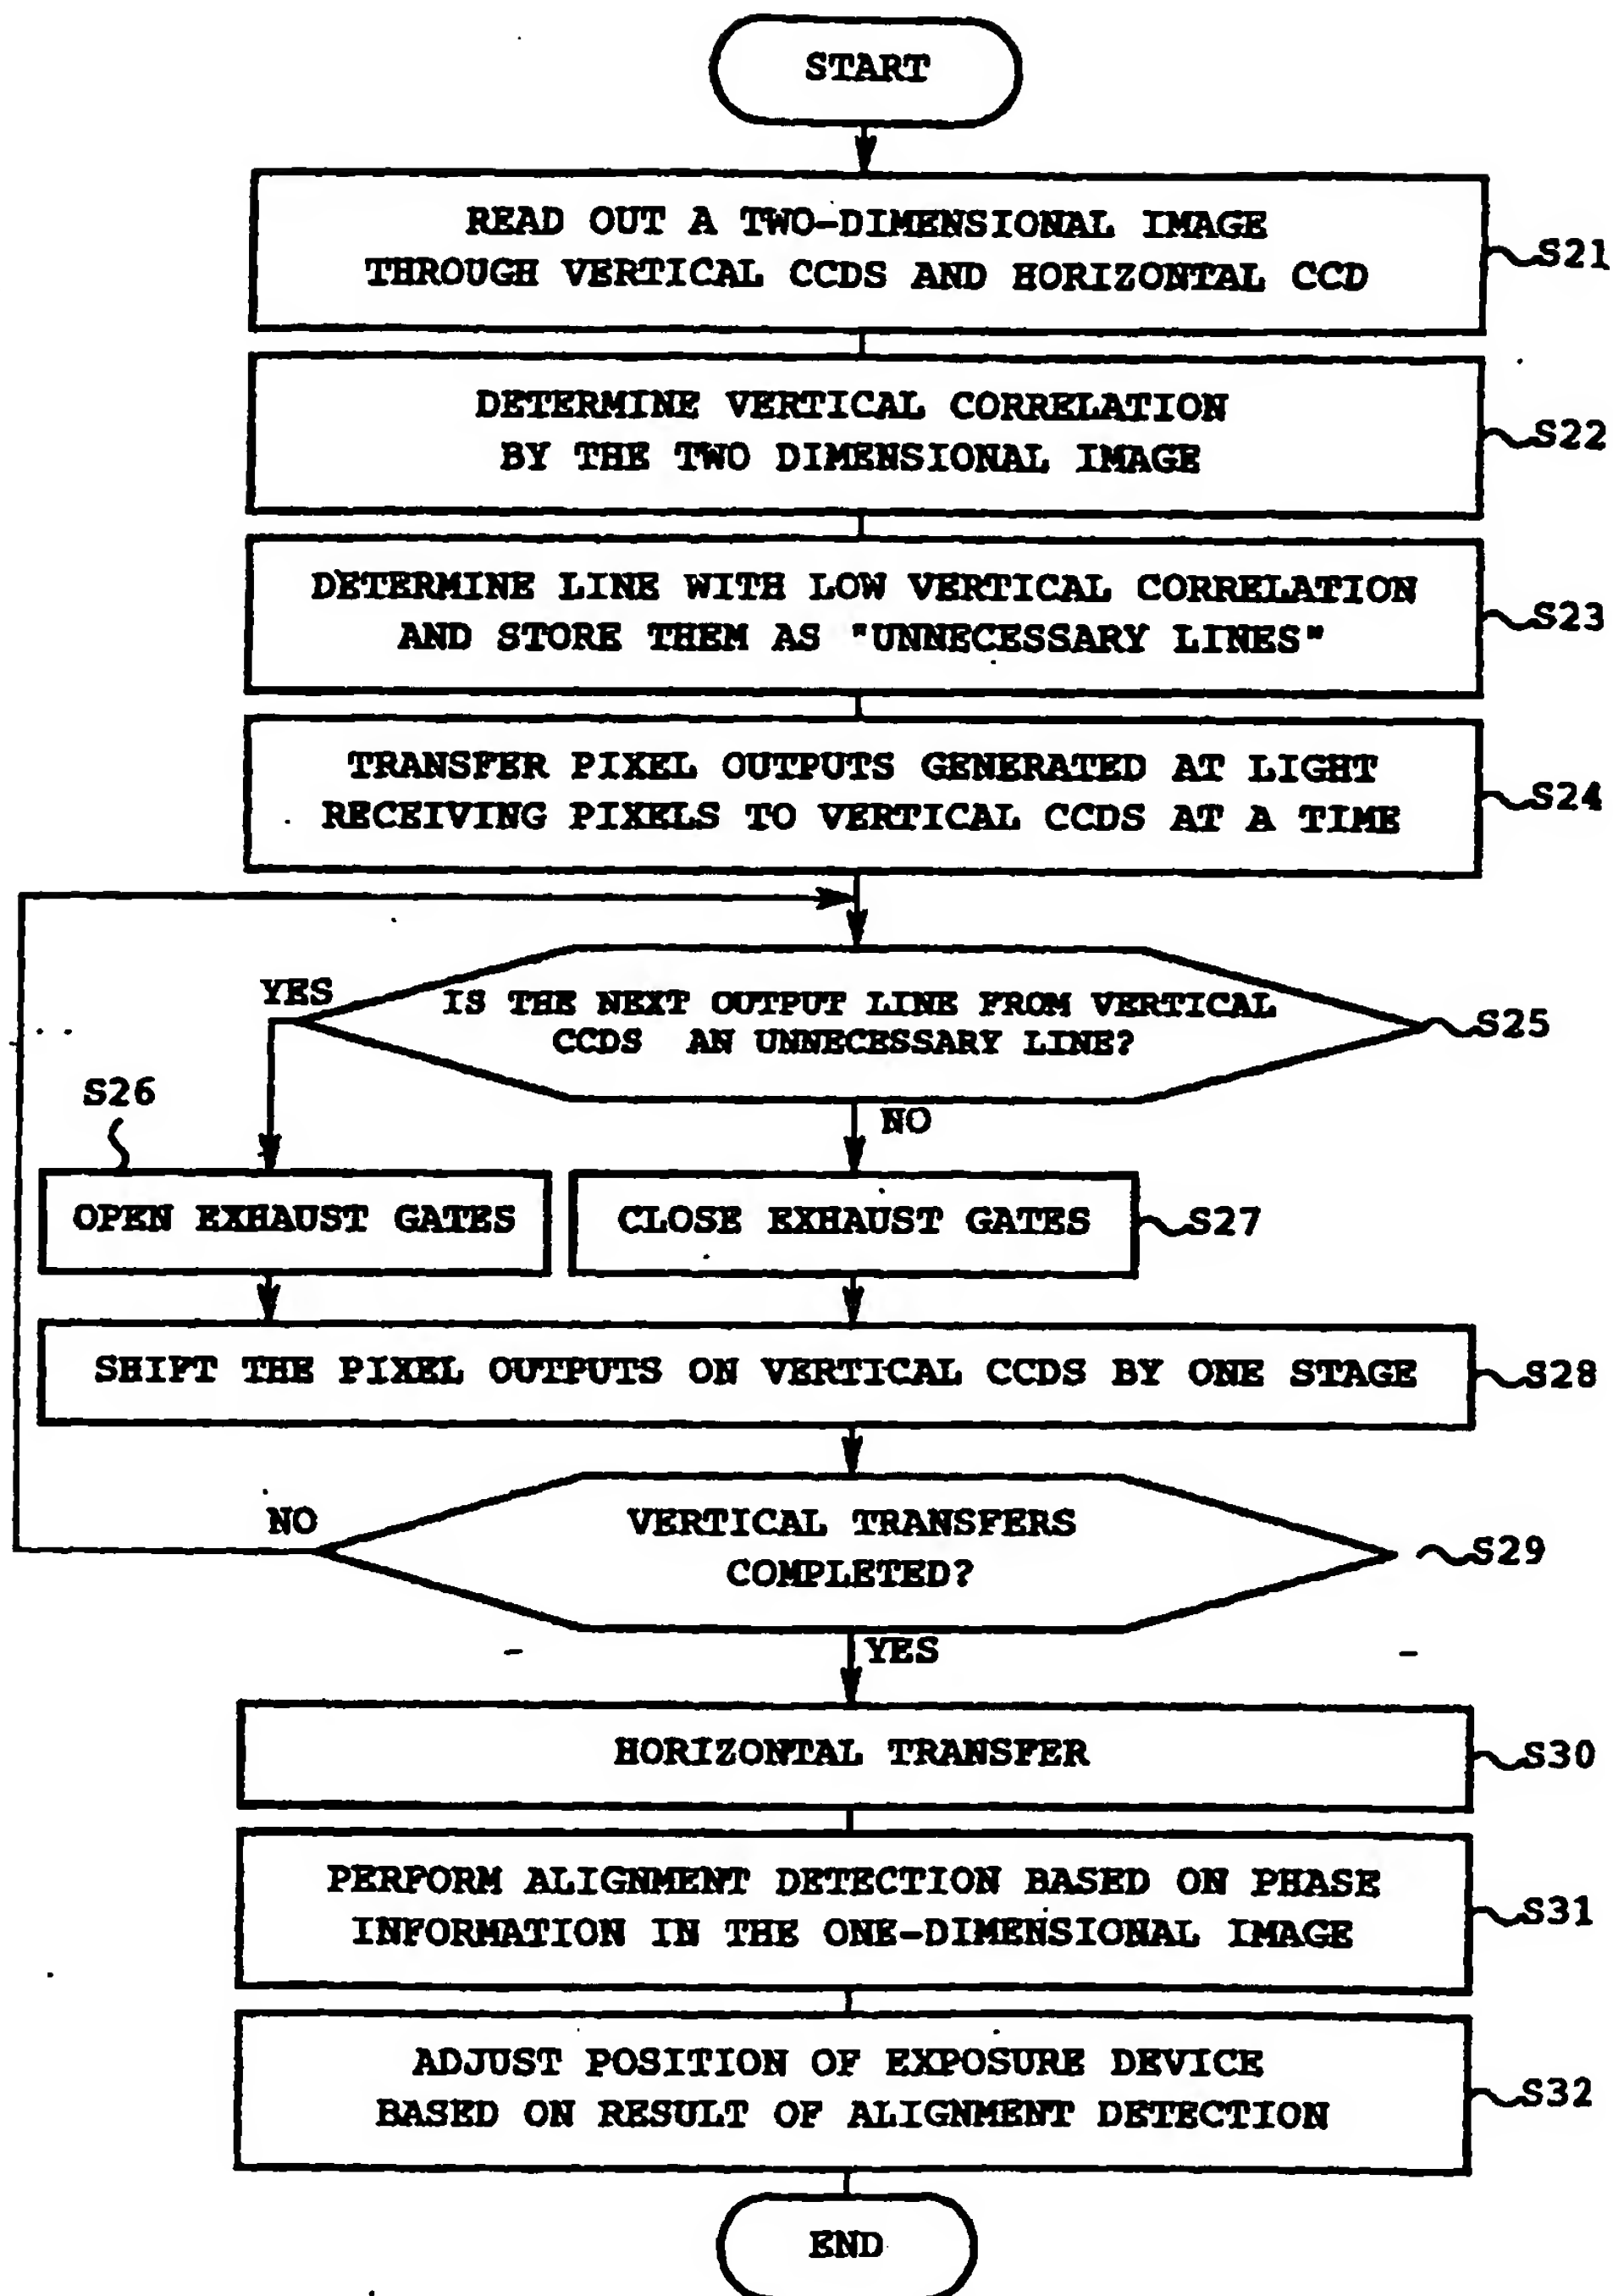 START
READ OUT A TWO-DIMENSIONAL IMAGE
THROUGH VERTICAL CCDS AND HORIZONTAL CCD
S21
DETERMINE VERTICAL CORRELATION
BY THE TWO DIMENSIONAL IMAGE
S22
DETERMINE LINE WITH LOW VERTICAL CORRELATION
AND STORE THEM AS "UNNECESSARY LINES"
S23
TRANSFER PIXEL OUTPUTS GENERATED AT LIGHT
RECEIVING PIXELS TO VERTICAL CCDS AT A TIME
S24
YES
IS THE NEXT OUTPUT LINE FROM VERTICAL
CCDS AN UNNECESSARY LINE?
S25
S26
NO
OPEN EXHAUST GATES
CLOSE EXHAUST GATES
S27
SHIFT THE PIXEL OUTPUTS ON VERTICAL CCDS BY ONE STAGE
S28
NO
VERTICAL TRANSFERS
COMPLETED?
S29
YES
HORIZONTAL TRANSFER
S30
PERFORM ALIGNMENT DETECTION BASED ON PHASE
INFORMATION IN THE ONE-DIMENSIONAL IMAGE
S31
ADJUST POSITION OF EXPOSURE DEVICE
BASED ON RESULT OF ALIGNMENT DETECTION
S32
END